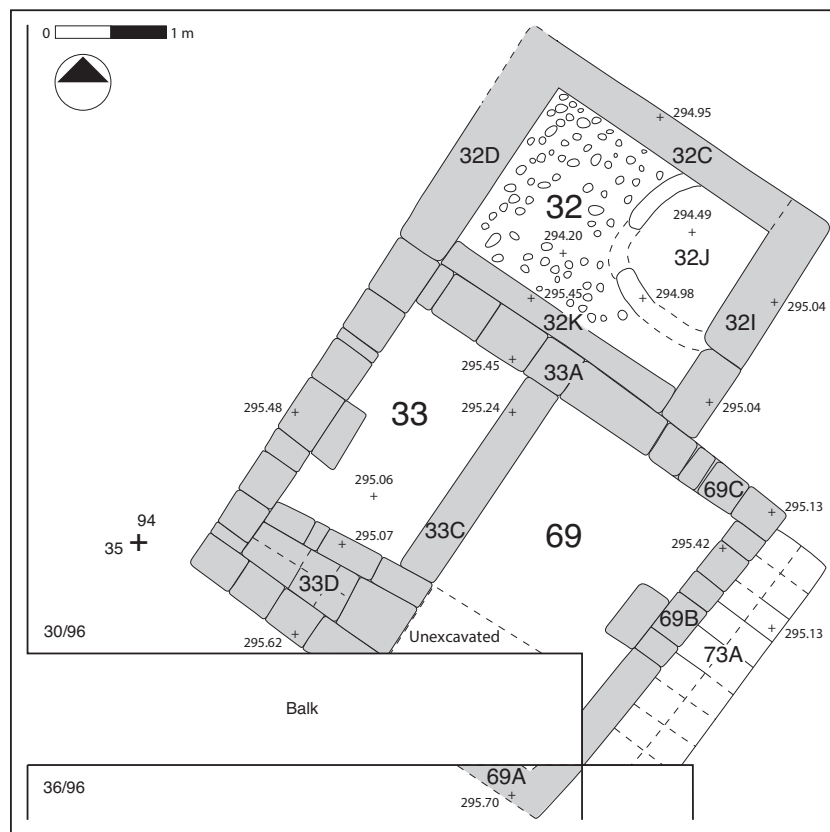 0 1 m
294.95
32D
32C
32
294.49
294.20
32J
295.45
294.98
32K
32I
295.04
295.45
33A
295.48
33
295.24
295.04
69C
295.06
295.13
94
35
295.07
33C
69
295.42
33D
69B
295.13
30/96
295.62
Unexcavated
73A
Balk
36/96
69A
295.70